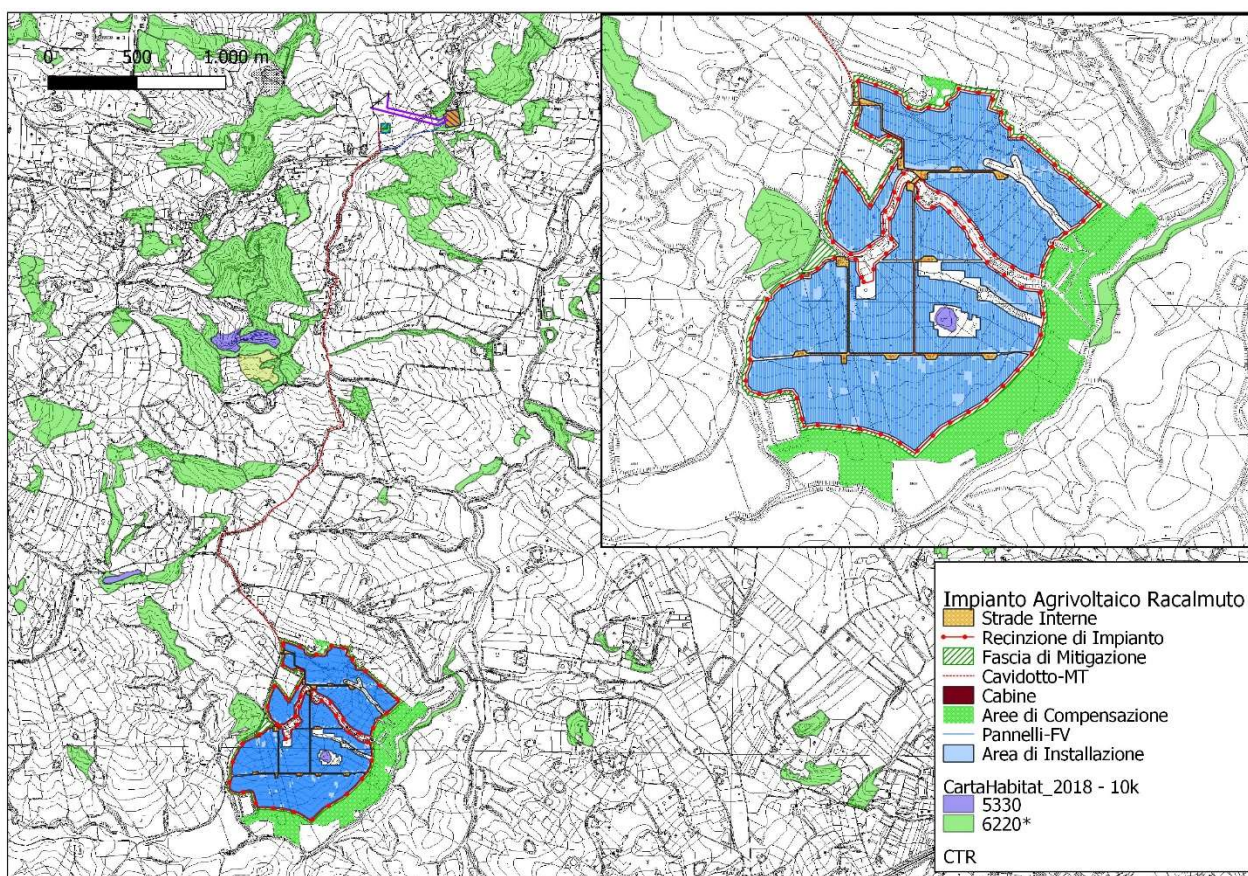 0 500 1.000 m
Impianto Agrivoltaico Racalmuto
Strade Interne
Recinzione di Impianto
Fascia di Mitigazione
Cavidotto-MT
Cabine
Aree di Compensazione
Pannelli-FV
Area di Installazione
CartaHabitat_2018 - 10k
5330
6220*
CTR